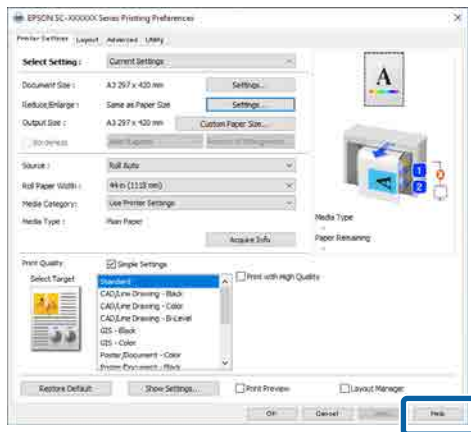 EPSON SC-XXXXXX Series Printing Preferences
Printer Settings Layout Advanced Utility
Select Setting : Current Settings
Document Size : A3 297 x 420 mm Settings...
Reduce/Enlarge : Same as Paper Size Settings...
Output Size : A3 297 x 420 mm Custom Paper Size...
Borderless
Source : Roll Auto
Roll Paper Width : 44 in (1118 mm)
Media Category : Use Printer Settings
Media Type : Plain Paper
Acquire Info
A
1
2
Media Type
-
Paper Remaining
-
Print Quality : Simple Settings
Select Target
Standard
CAD/Line Drawing - Black
CAD/Line Drawing - Color
CAD/Line Drawing - Bi-Level
GIS - Black
GIS - Color
Poster/Document - Color
Poster/Document - Black
Print with High Quality
Restore Default Show Settings... Print Preview Layout Manager
OK Cancel Help